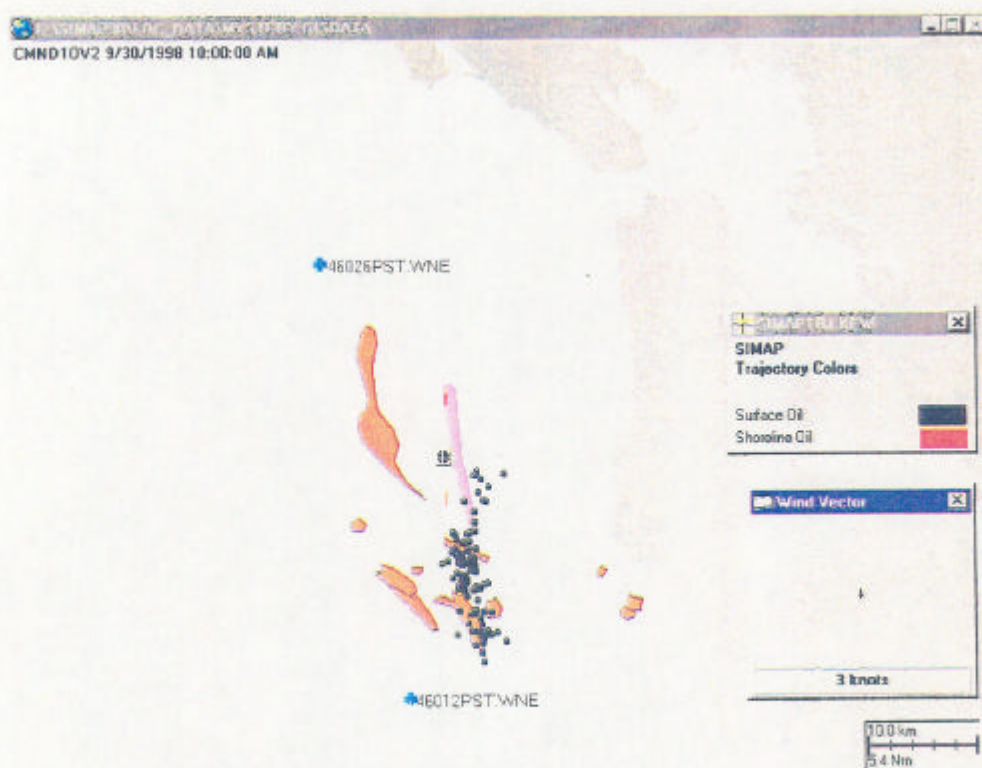 CMND1OV2 9/30/1998 10:00:00 AM
46026PST.WNE
SIMAP
Trajectory Colors
Surface Oil
Shoreline Oil
Wind Vector
3 knots
46012PST.WNE
10.0 km
5.4 Nm